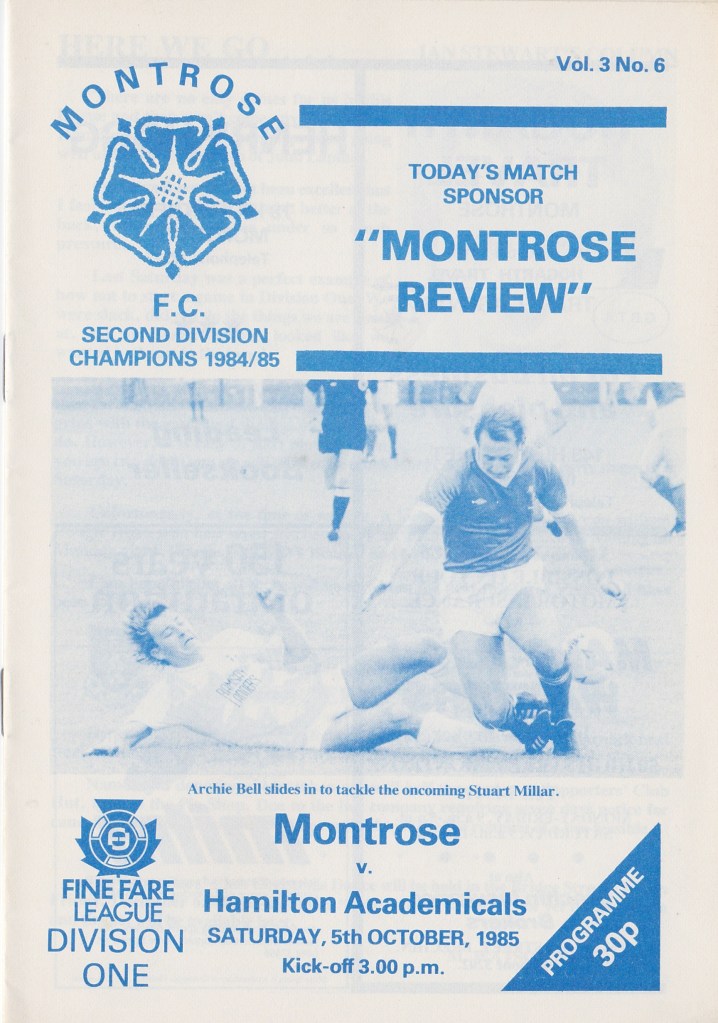 Vol. 3 No. 6
MONTROSE
F.C.
SECOND DIVISION
CHAMPIONS 1984/85
TODAY'S MATCH
SPONSOR
"MONTROSE
REVIEW"
Archie Bell slides in to tackle the oncoming Stuart Millar.
FINE FARE
LEAGUE
DIVISION
ONE
Montrose
v.
Hamilton Academicals
SATURDAY, 5th OCTOBER, 1985
Kick-off 3.00 p.m.
PROGRAMME
30p